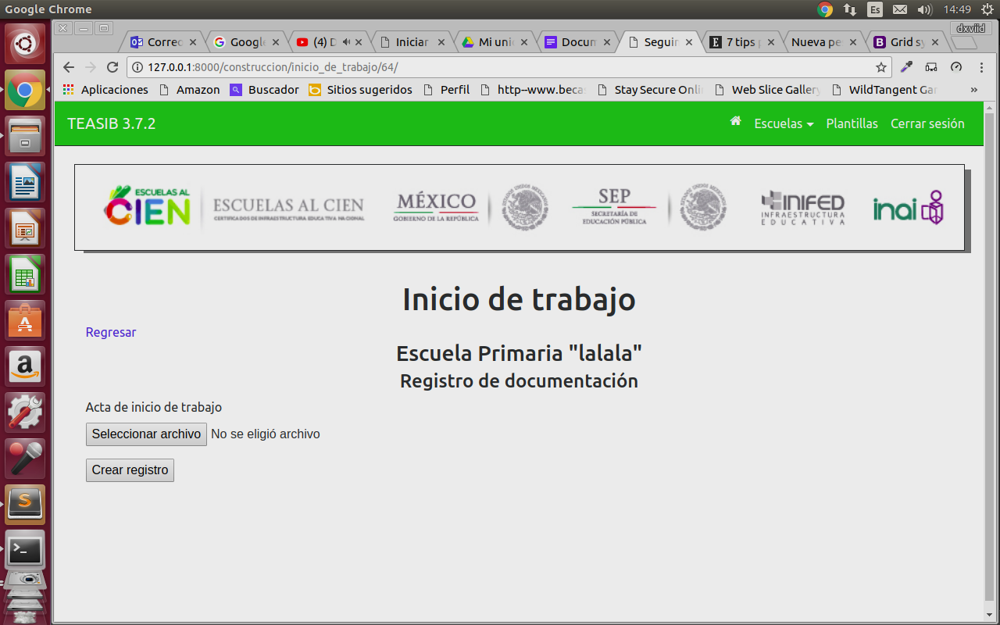 Google Chrome
Es
14:49
dxviid
Correo
Google
(4) D
Iniciar
Mi uni
Docum
Seguin
7 tips p
Nueva pe
Grid sy
127.0.0.1:8000/construccion/inicio_de_trabajo/64/
Aplicaciones
Amazon
Buscador
Sitios sugeridos
Perfil
http--www.beca
Stay Secure Onli
Web Slice Gallery
WildTangent Ga
»
TEASIB 3.7.2
Escuelas
Plantillas
Cerrar sesión
ESCUELAS AL
CIEN
ESCUELAS AL CIEN
CERTIFICADOS DE INFRAESTRUCTURA EDUCATIVA NACIONAL
MÉXICO
GOBIERNO DE LA REPÚBLICA
SEP
SECRETARÍA DE
EDUCACIÓN PÚBLICA
INIFED
INFRAESTRUCTURA
EDUCATIVA
inai
Inicio de trabajo
Regresar
Escuela Primaria "lalala"
Registro de documentación
Acta de inicio de trabajo
Seleccionar archivo
No se eligió archivo
Crear registro